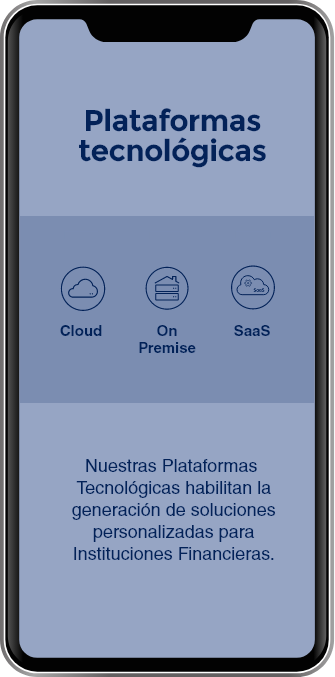 Plataformas
tecnológicas
Cloud
On
Premise
SaaS
SaaS
Nuestras Plataformas
Tecnológicas habilitan la
generación de soluciones
personalizadas para
Instituciones Financieras.